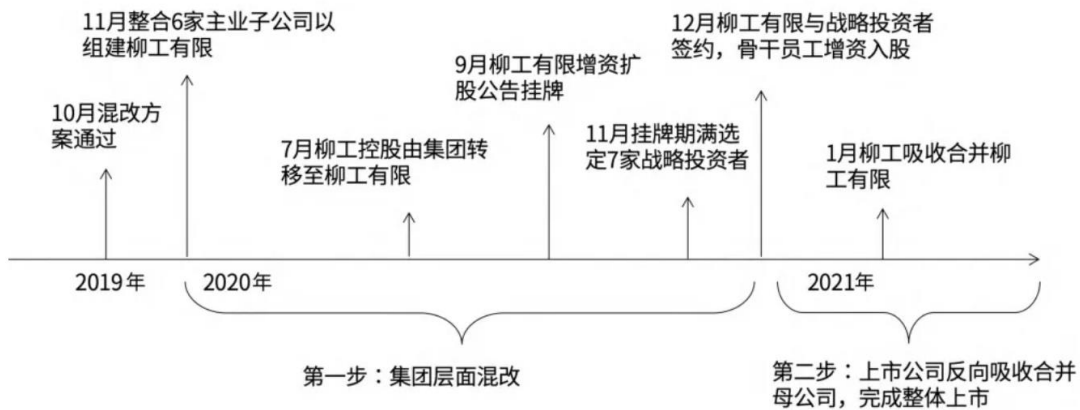 11月整合6家主业子公司以
组建柳工有限
12月柳工有限与战略投资者
签约，骨干员工增资入股
9月柳工有限增资扩
股公告挂牌
10月混改方
案通过
7月柳工控股由集团转
移至柳工有限
11月挂牌期满选
定7家战略投资者
1月柳工吸收合并柳
工有限
2019年
2020年
2021年
第一步：集团层面混改
第二步：上市公司反向吸收合并
母公司，完成整体上市